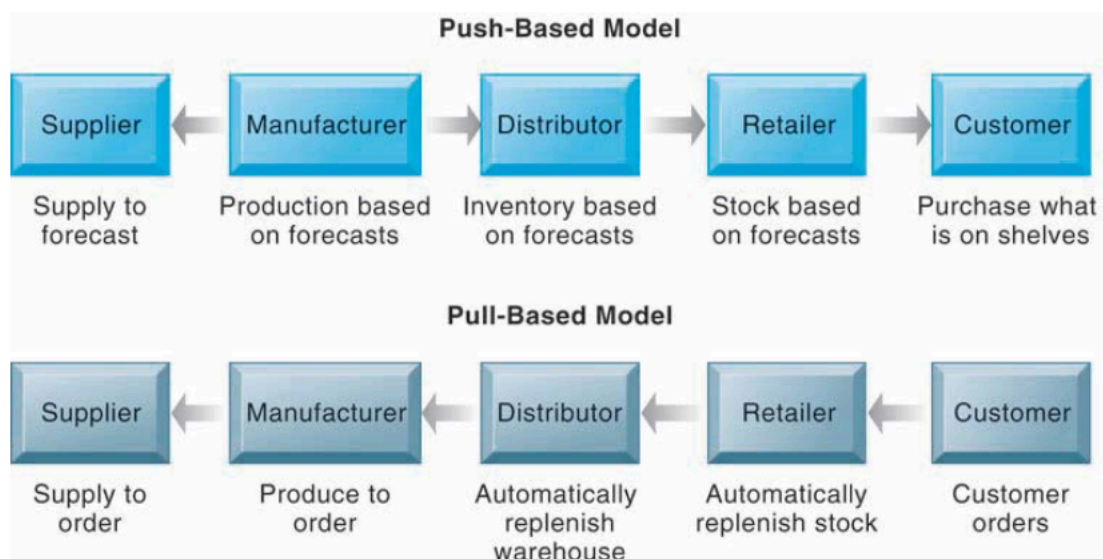 Push-Based Model
Supplier
Manufacturer
Distributor
Retailer
Customer
Supply to
forecast
Production based
on forecasts
Inventory based
on forecasts
Stock based
on forecasts
Purchase what
is on shelves
Pull-Based Model
Supplier
Manufacturer
Distributor
Retailer
Customer
Supply to
order
Produce to
order
Automatically
replenish
warehouse
Automatically
replenish stock
Customer
orders